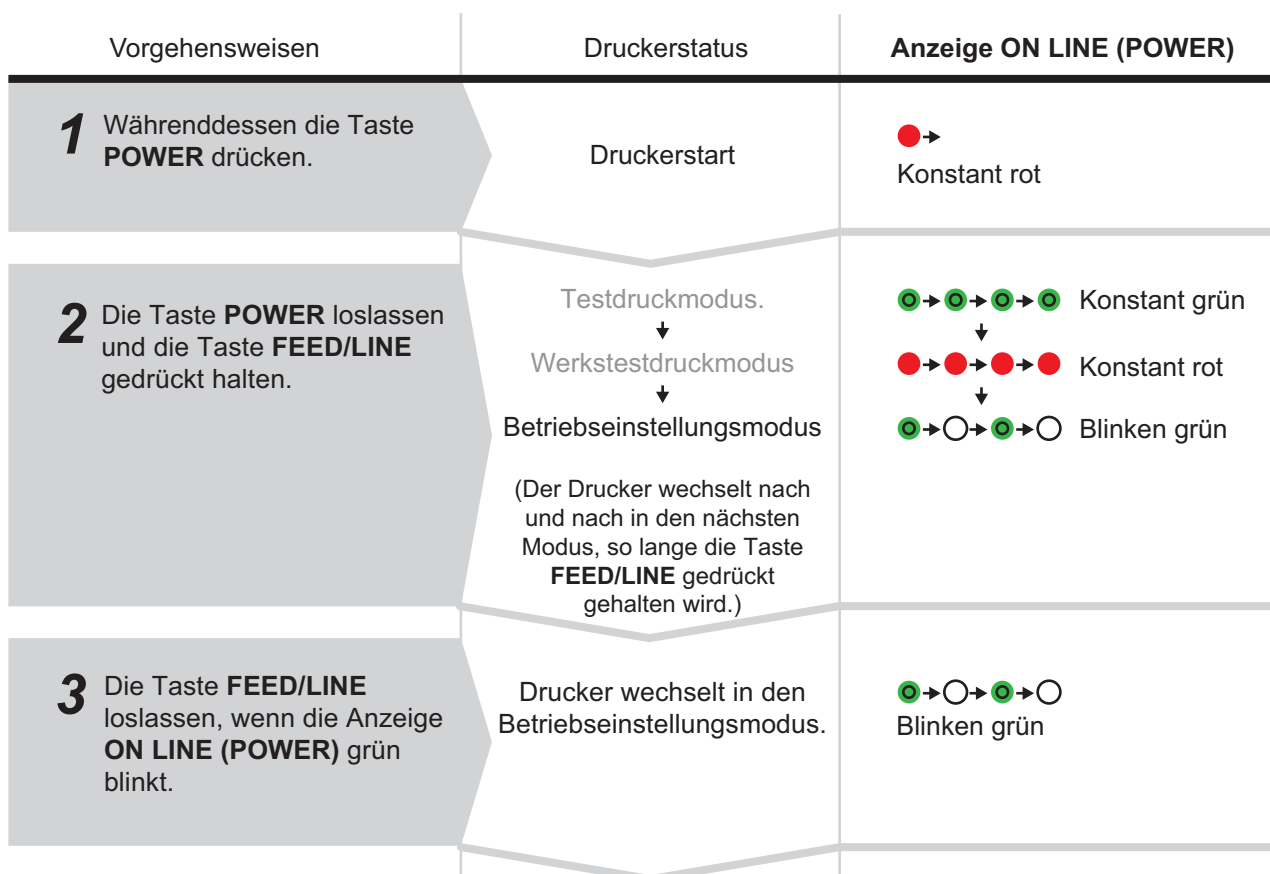 Vorgehensweisen
Druckerstatus
Anzeige ON LINE (POWER)
1
Währenddessen die Taste
POWER drücken.
Druckerstart
Konstant rot
2
Die Taste POWER loslassen
und die Taste FEED/LINE
gedrückt halten.
Testdruckmodus.
Werkstestdruckmodus
Betriebseinstellungsmodus
(Der Drucker wechselt nach
und nach in den nächsten
Modus, so lange die Taste
FEED/LINE gedrückt
gehalten wird.)
Konstant grün
Konstant rot
Blinken grün
3
Die Taste FEED/LINE
loslassen, wenn die Anzeige
ON LINE (POWER) grün
blinkt.
Drucker wechselt in den
Betriebseinstellungsmodus.
Blinken grün